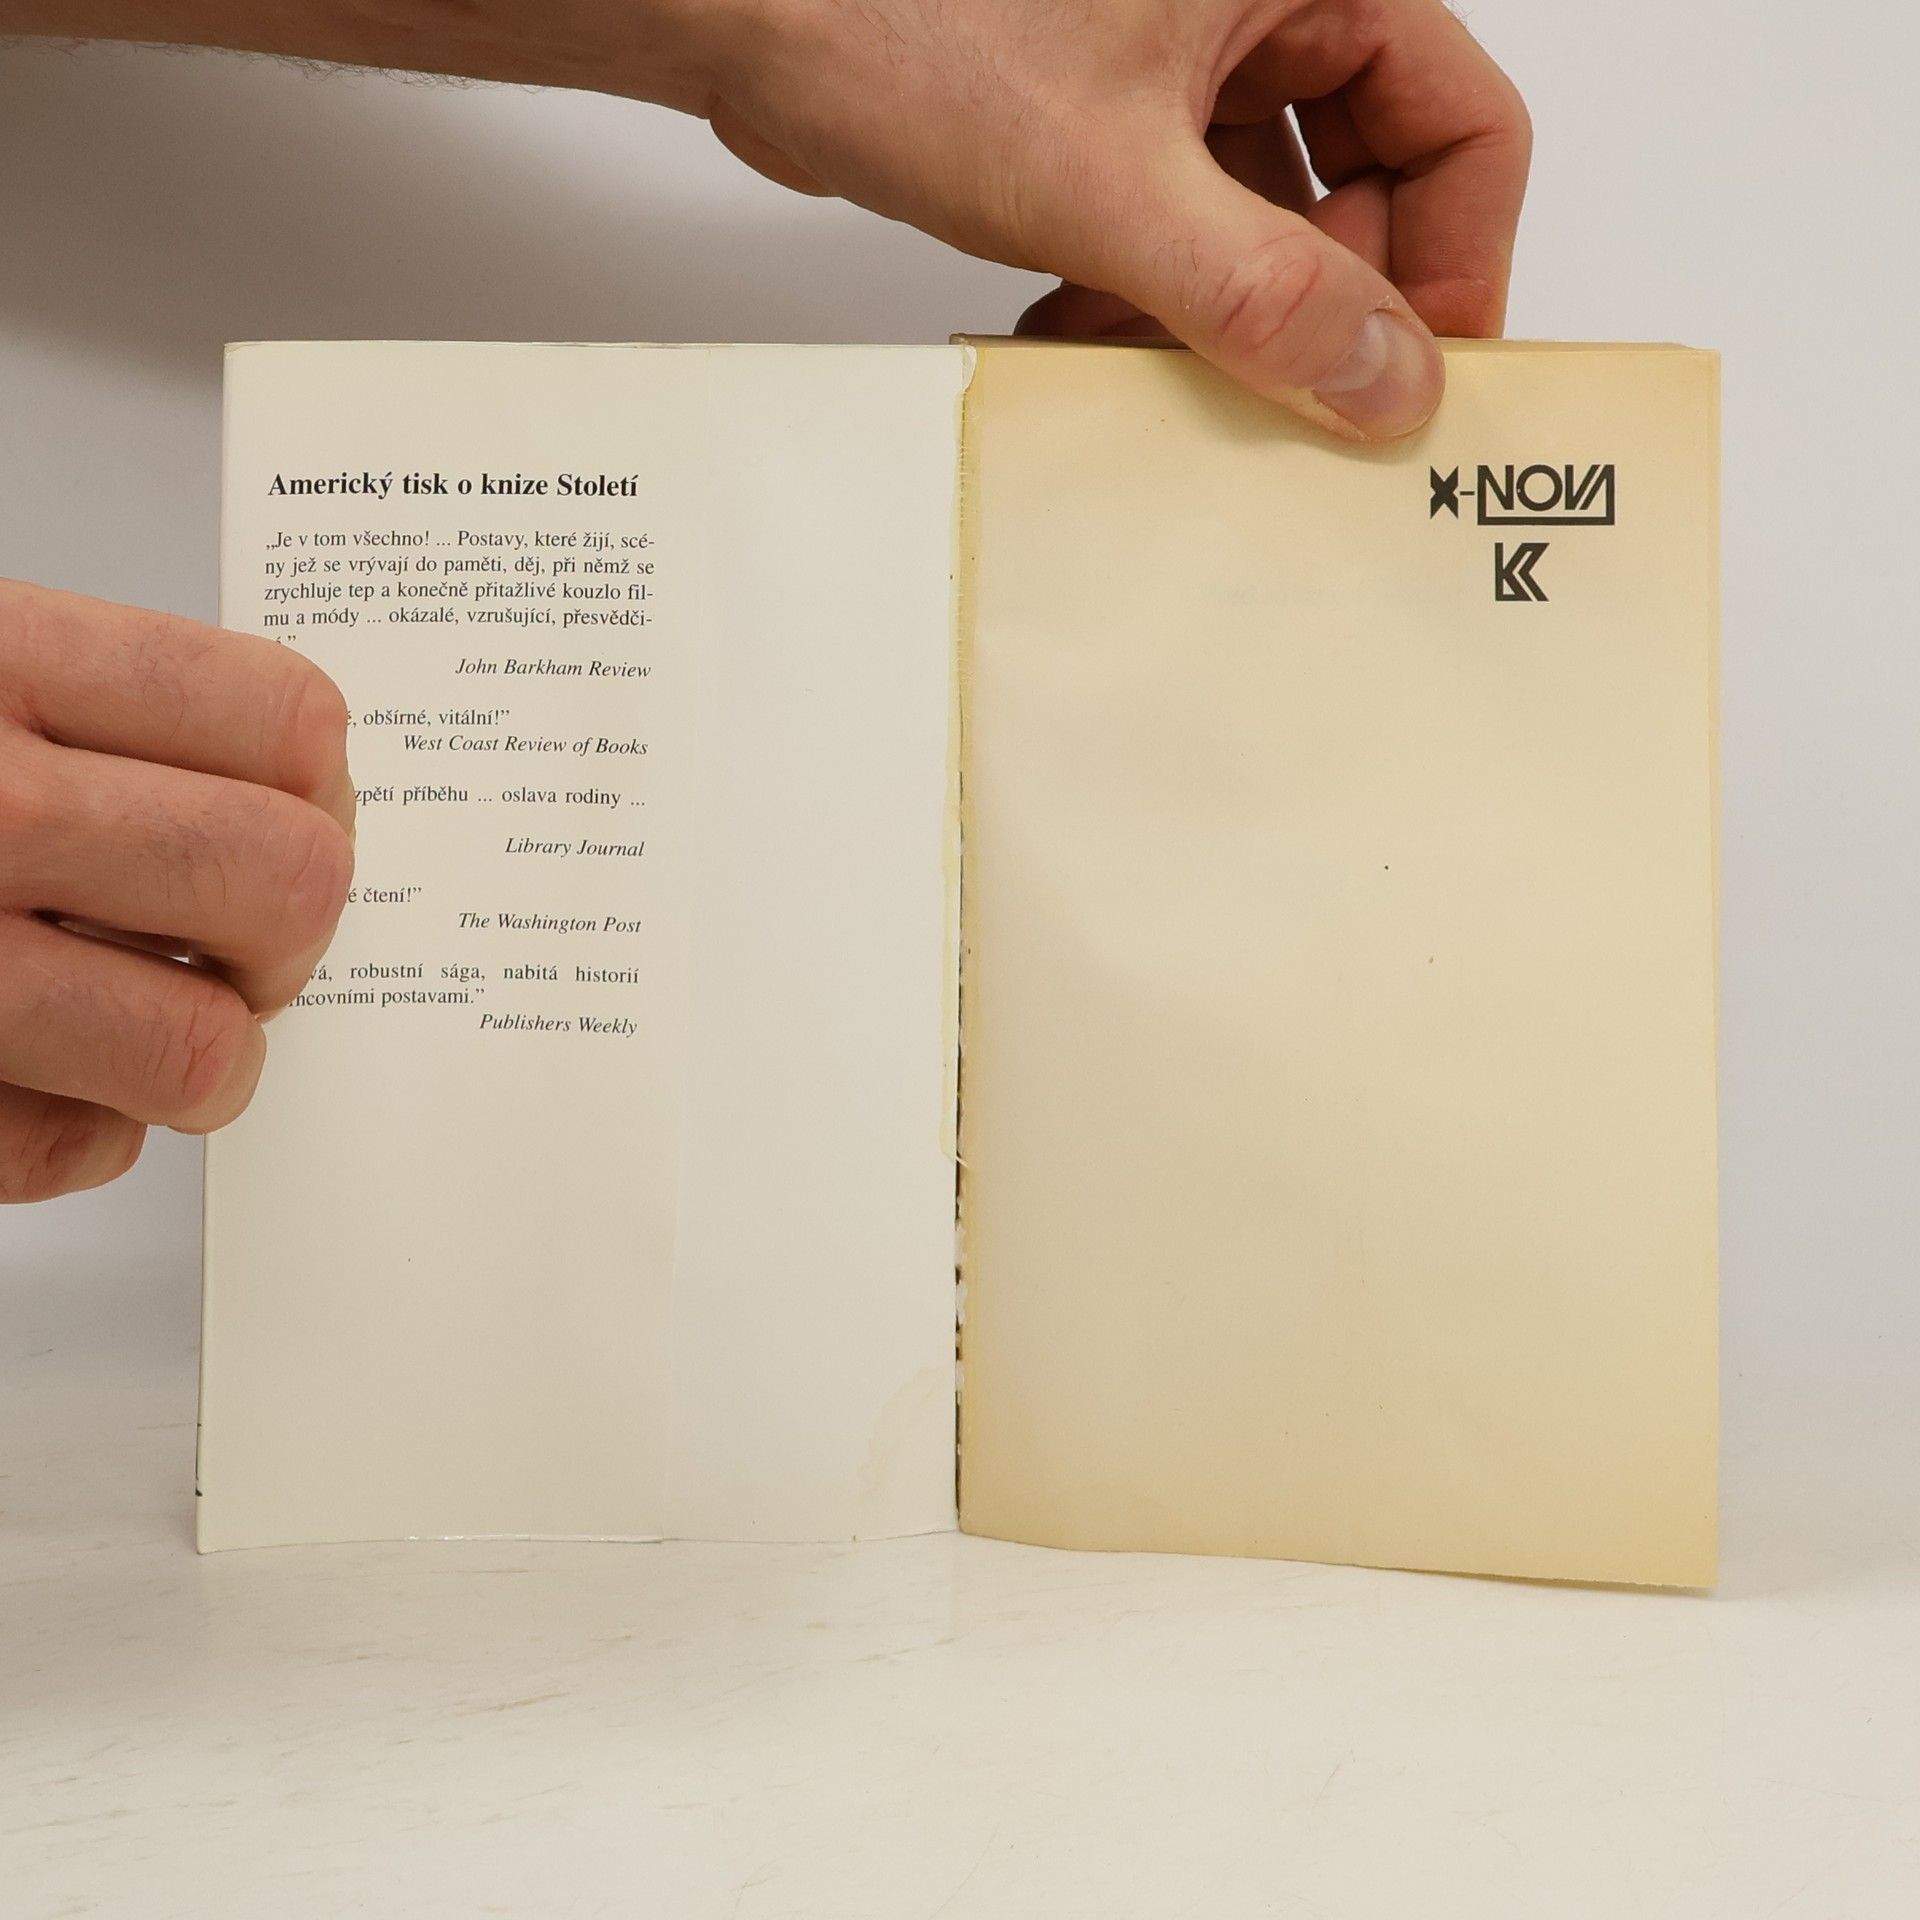 Americký tisk o knize Století
„Je v tom všechno! ... Postavy, které žijí, scé-
ny jež se vrývají do paměti, děj, při němž se
zrychluje tep a konečně přitažlivé kouzlo fil-
mu a módy ... okázalé, vzrušující, přesvědči-
John Barkham Review
obšírné, vitální!”
West Coast Review of Books
příběhu ... oslava rodiny ...
Library Journal
čtení!”
The Washington Post
robustní sága, nabitá historií
postavami.”
Publishers Weekly
X-NOVA